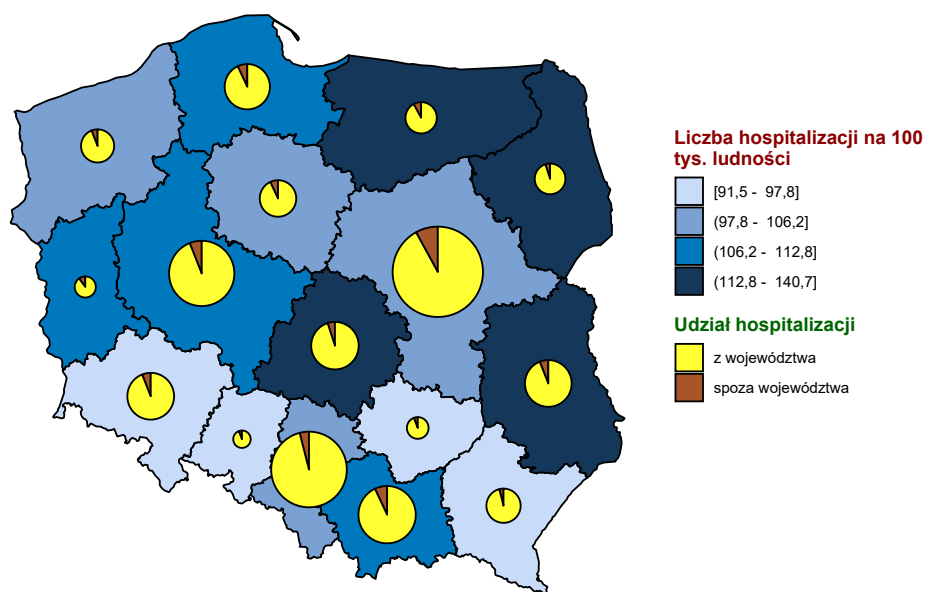 Liczba hospitalizacji na 100
tys. ludności
[91,5 - 97,8]
(97,8 - 106,2]
(106,2 - 112,8]
(112,8 - 140,7]
Udział hospitalizacji
z województwa
spoza województwa